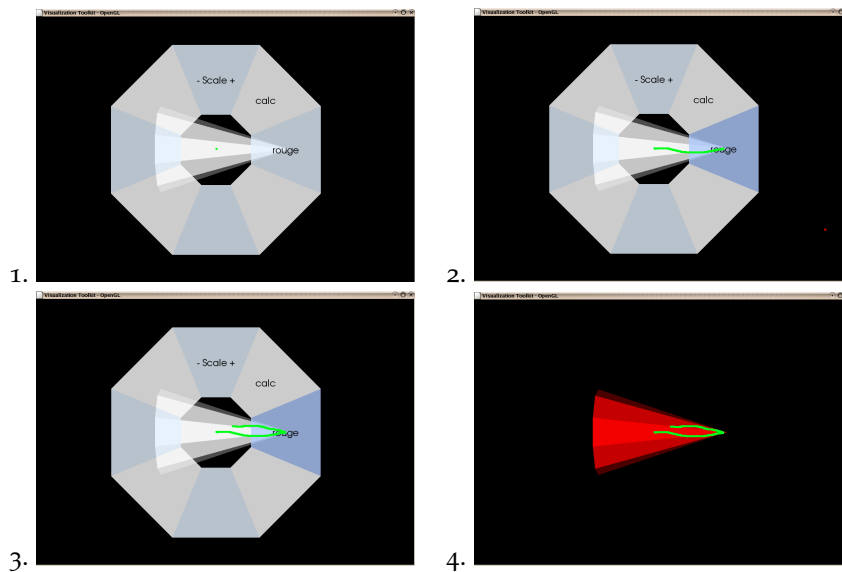 Visualization Toolkit - OpenGL
- Scale +
calc
rouge
1.
Visualization Toolkit - OpenGL
- Scale +
calc
rouge
2.
Visualization Toolkit - OpenGL
- Scale +
calc
rouge
3.
Visualization Toolkit - OpenGL
4.